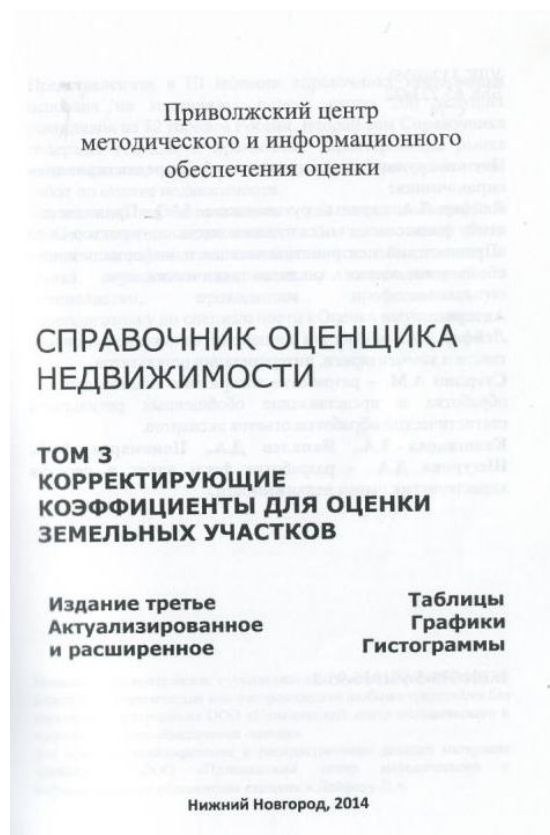 Приволжский центр
методического и информационного
обеспечения оценки
СПРАВОЧНИК ОЦЕНЩИКА
НЕДВИЖИМОСТИ
ТОМ 3
КОРРЕКТИРУЮЩИЕ
КОЭФФИЦИЕНТЫ ДЛЯ ОЦЕНКИ
ЗЕМЕЛЬНЫХ УЧАСТКОВ
Издание третье
Актуализированное
и расширенное
Таблицы
Графики
Гистограммы
Нижний Новгород, 2014